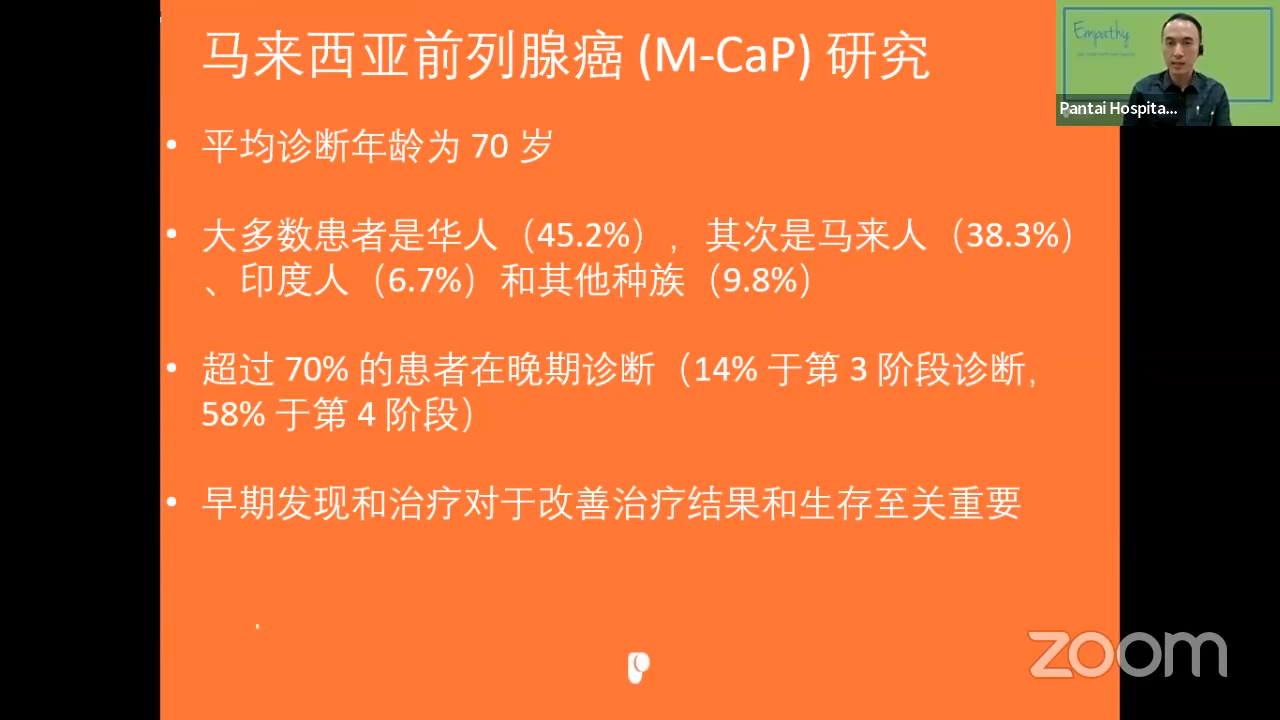 马来西亚前列腺癌 (M-CaP) 研究
• 平均诊断年龄为 70 岁
• 大多数患者是华人（45.2%），其次是马来人（38.3%）
、印度人（6.7%）和其他种族（9.8%）
• 超过 70% 的患者在晚期诊断（14% 于第 3 阶段诊断,
58% 于第 4 阶段）
• 早期发现和治疗对于改善治疗结果和生存至关重要
Empathy
Pantai Hospita...
zoom